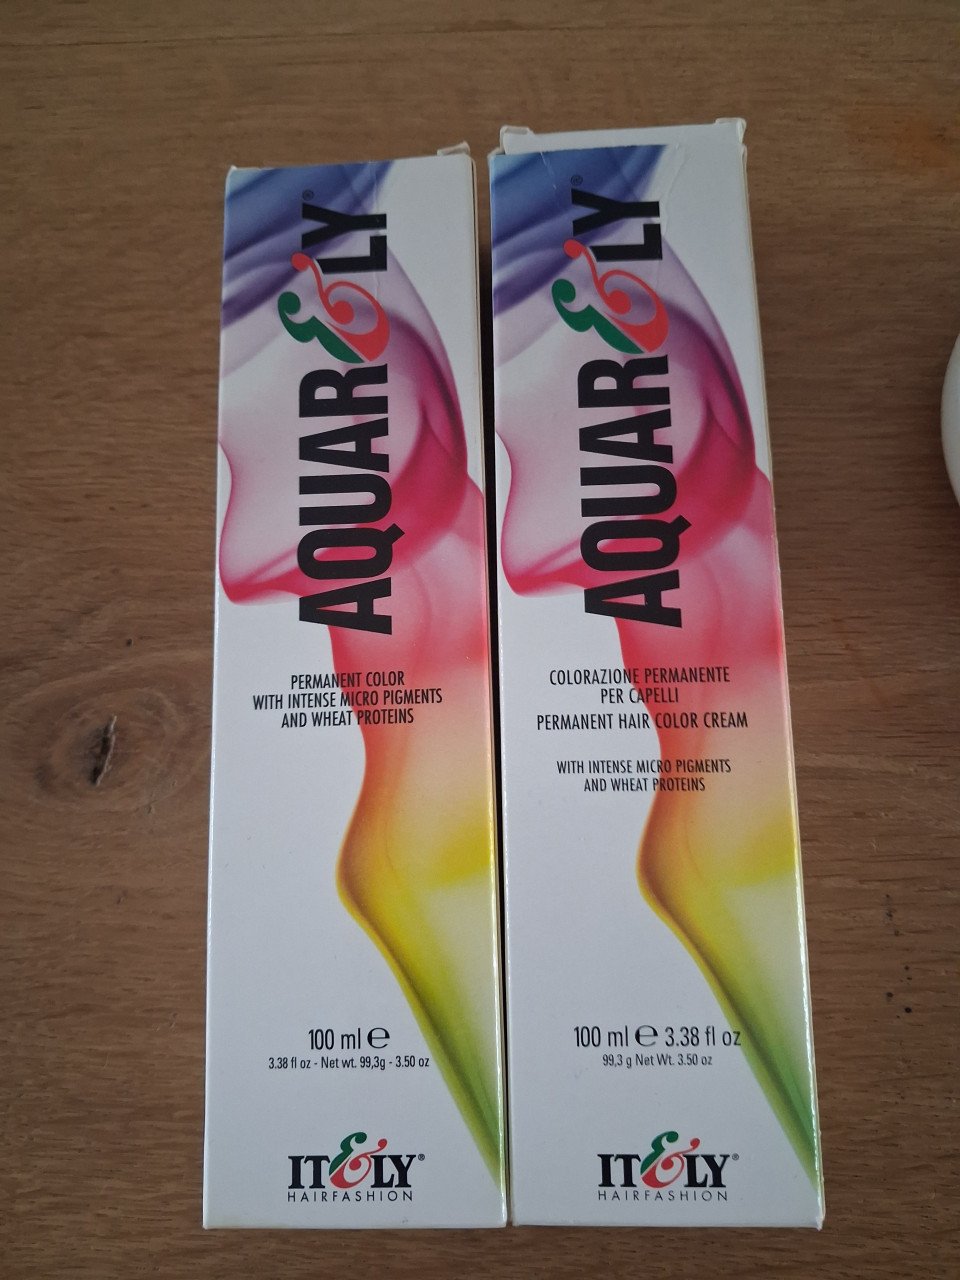 AQUAR&LY®
PERMANENT COLOR
WITH INTENSE MICRO PIGMENTS
AND WHEAT PROTEINS
100 ml ℮
3.38 fl oz - Net wt. 99,3g - 3.50 oz
IT&LY®
HAIRFASHION
AQUAR&LY®
COLORAZIONE PERMANENTE
PER CAPELLI
PERMANENT HAIR COLOR CREAM
WITH INTENSE MICRO PIGMENTS
AND WHEAT PROTEINS
100 ml ℮ 3.38 fl oz
99,3 g Net Wt. 3.50 oz
IT&LY®
HAIRFASHION